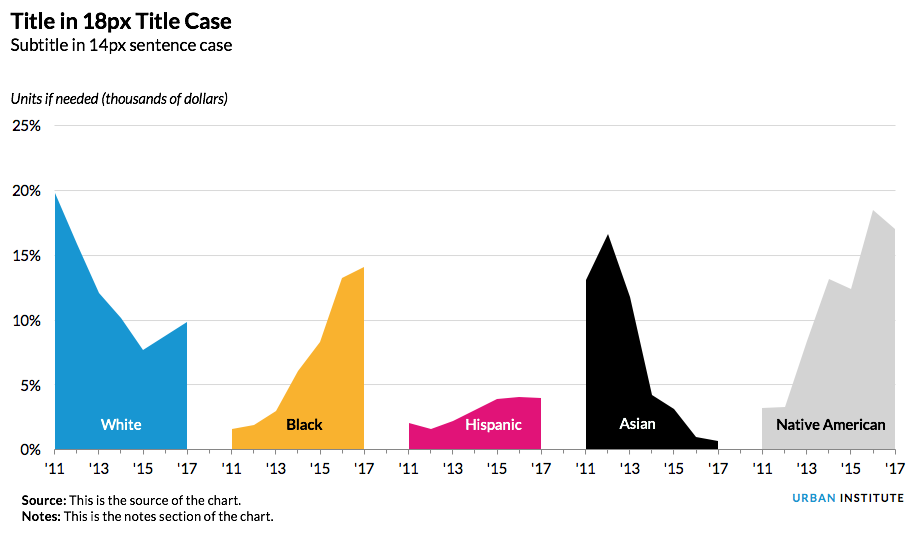 Title in 18px Title Case
Subtitle in 14px sentence case
Units if needed (thousands of dollars)
25%
20%
15%
10%
5%
0%
White
Black
Hispanic
Asian
Native American
'11 '13 '15 '17 '11 '13 '15 '17 '11 '13 '15 '17 '11 '13 '15 '17 '11 '13 '15 '17
Source: This is the source of the chart.
URBAN INSTITUTE
Notes: This is the notes section of the chart.